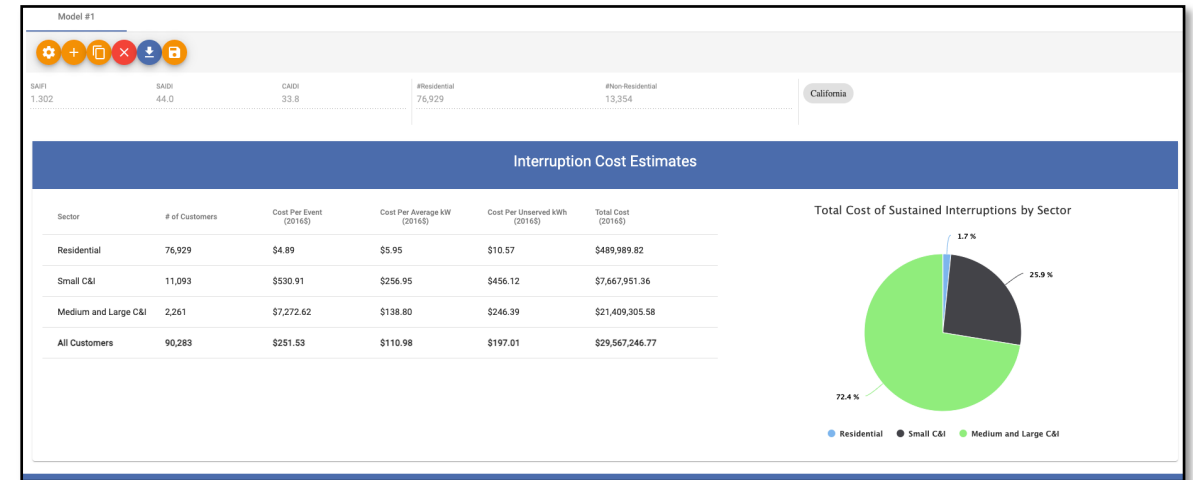 Model #1
SAIFI SAIDI CAIDI #Residential #Non-Residential
1.302 44.0 33.8 76,929 13,354
California
Interruption Cost Estimates
Sector # of Customers Cost Per Event (2016$) Cost Per Average kW (2016$) Cost Per Unserved kWh (2016$) Total Cost (2016$)
Residential 76,929 $4.89 $5.95 $10.57 $489,989.82
Small C&I 11,093 $530.91 $256.95 $456.12 $7,667,951.36
Medium and Large C&I 2,261 $7,272.62 $138.80 $246.39 $21,409,305.58
All Customers 90,283 $251.53 $110.98 $197.01 $29,567,246.77
Total Cost of Sustained Interruptions by Sector
1.7 %
25.9 %
72.4 %
Residential Small C&I Medium and Large C&I